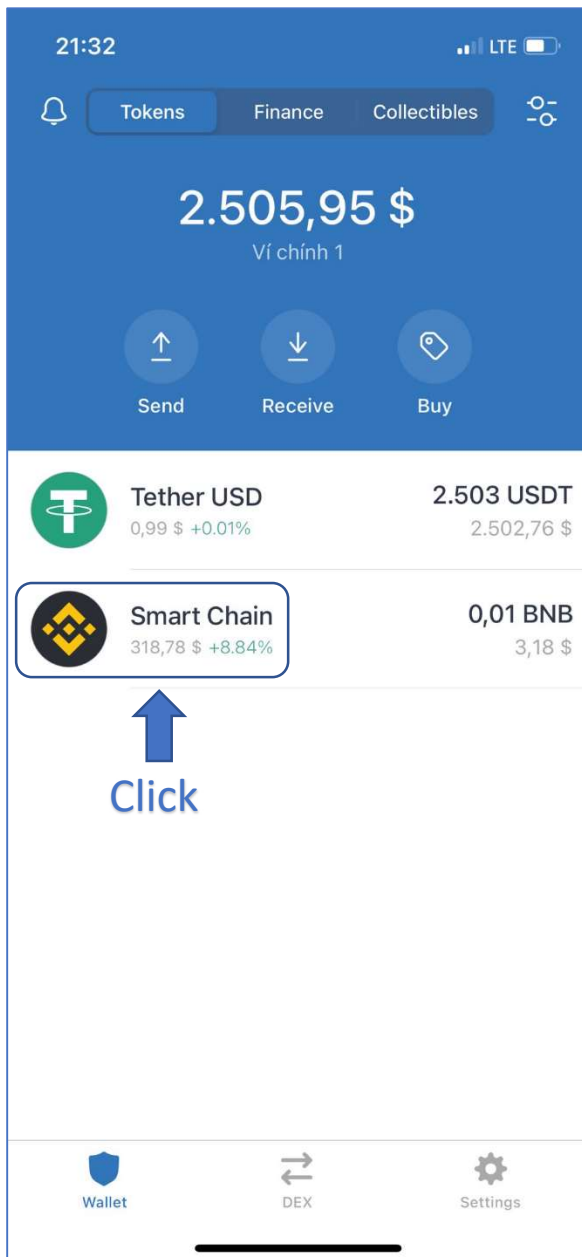 21:32 LTE
Tokens Finance Collectibles
2.505,95 $
Ví chính 1
Send Receive Buy
Tether USD 2.503 USDT
0,99 $ +0.01% 2.502,76 $
Smart Chain 0,01 BNB
318,78 $ +8.84% 3,18 $
Click
Wallet DEX Settings